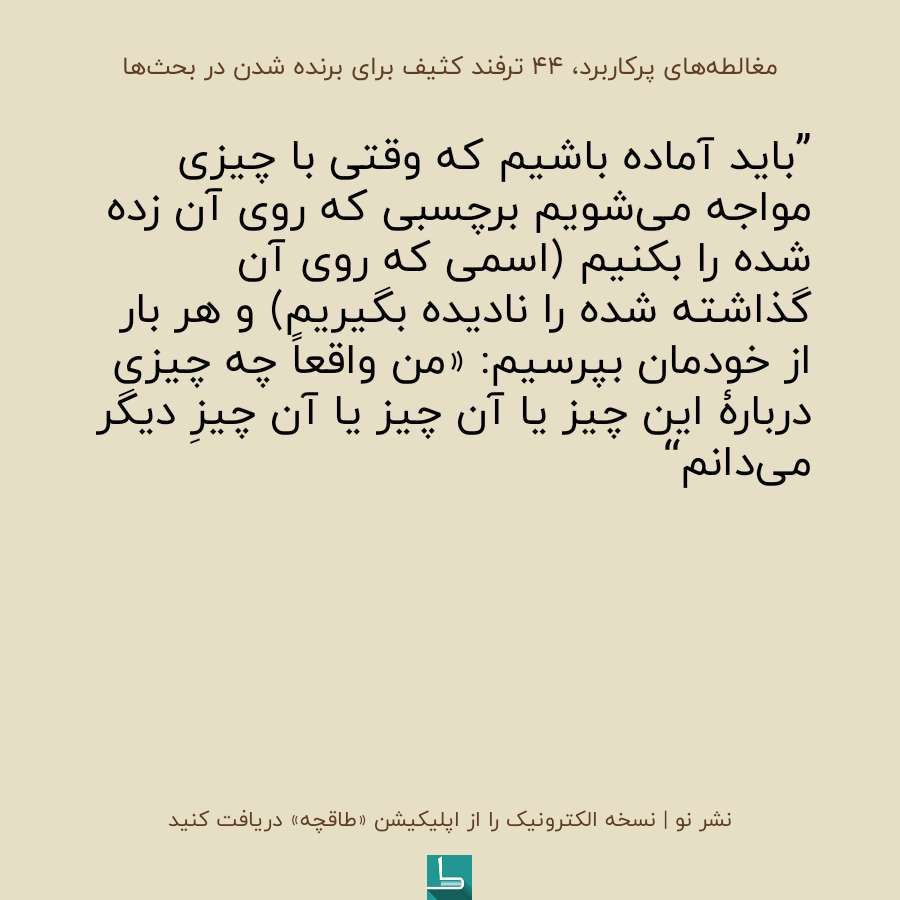 مغالطه‌های پرکاربرد، ۴۴ ترفند کثیف برای برنده شدن در بحث‌ها
”باید آماده باشیم که وقتی با چیزی
مواجه می‌شویم برچسبی که روی آن زده
شده را بکنیم (اسمی که روی آن
گذاشته شده را نادیده بگیریم) و هر بار
از خودمان بپرسیم: «من واقعاً چه چیزی
دربارهٔ این چیز یا آن چیز یا آن چیزِ دیگر
می‌دانم“
نشر نو | نسخه الکترونیک را از اپلیکیشن «طاقچه» دریافت کنید